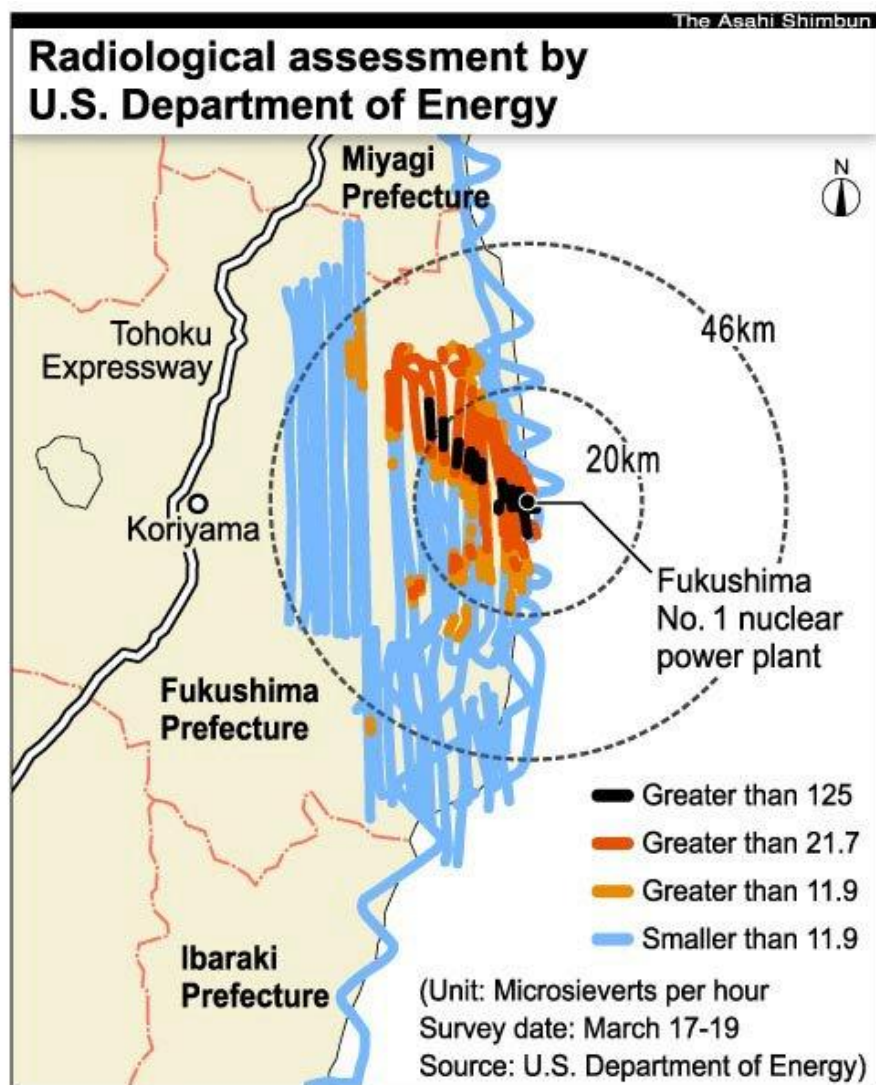 The Asahi Shimbun
Radiological assessment by
U.S. Department of Energy
Miyagi
Prefecture
N
46km
Tohoku
Expressway
20km
Koriyama
Fukushima
No. 1 nuclear
power plant
Fukushima
Prefecture
Greater than 125
Greater than 21.7
Greater than 11.9
Smaller than 11.9
Ibaraki
Prefecture
(Unit: Microsieverts per hour
Survey date: March 17-19
Source: U.S. Department of Energy)